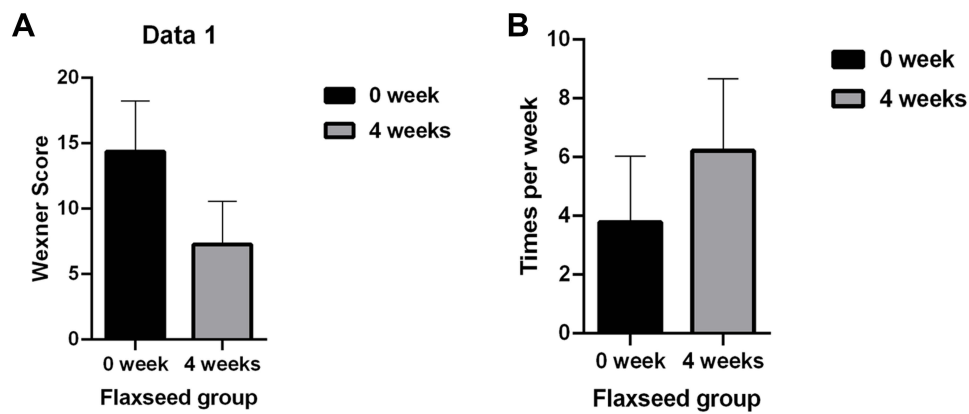 A
Data 1
Wexner Score
20
15
10
5
0
0 week
4 weeks
0 week
4 weeks
Flaxseed group
B
Times per week
10
8
6
4
2
0
0 week
4 weeks
0 week
4 weeks
Flaxseed group